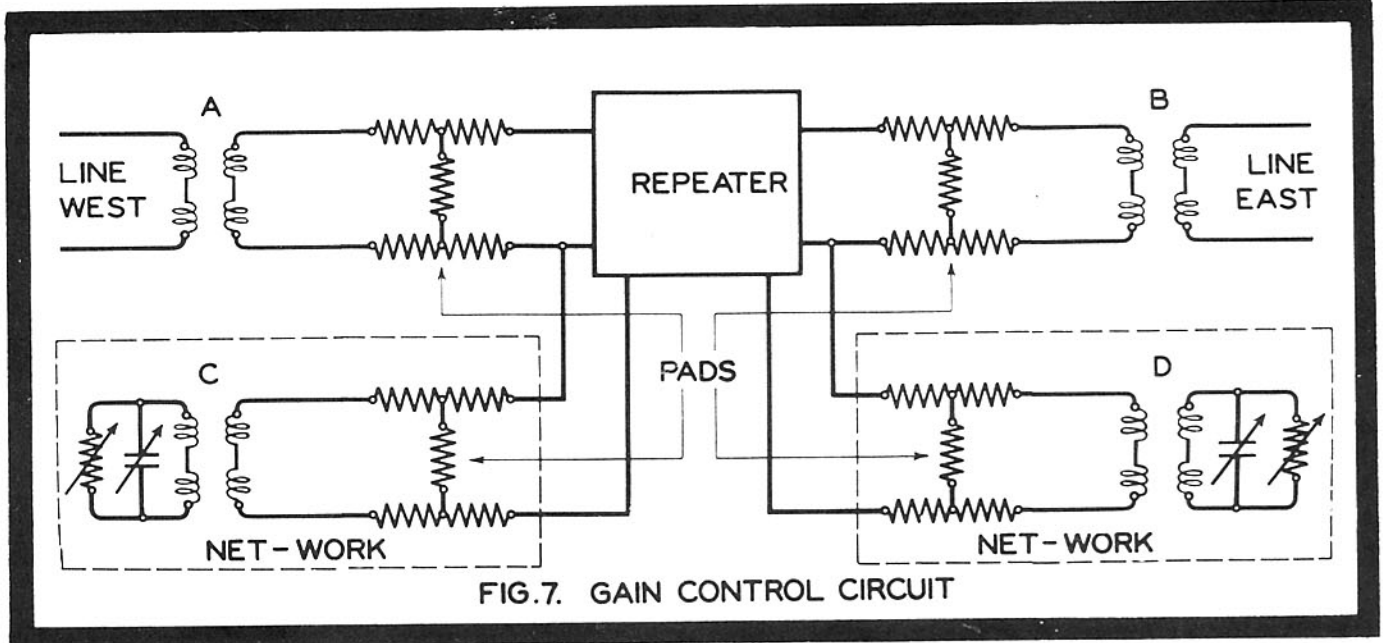 A
B
LINE
WEST
REPEATER
LINE
EAST
C
PADS
D
NET-WORK
NET-WORK
FIG.7. GAIN CONTROL CIRCUIT